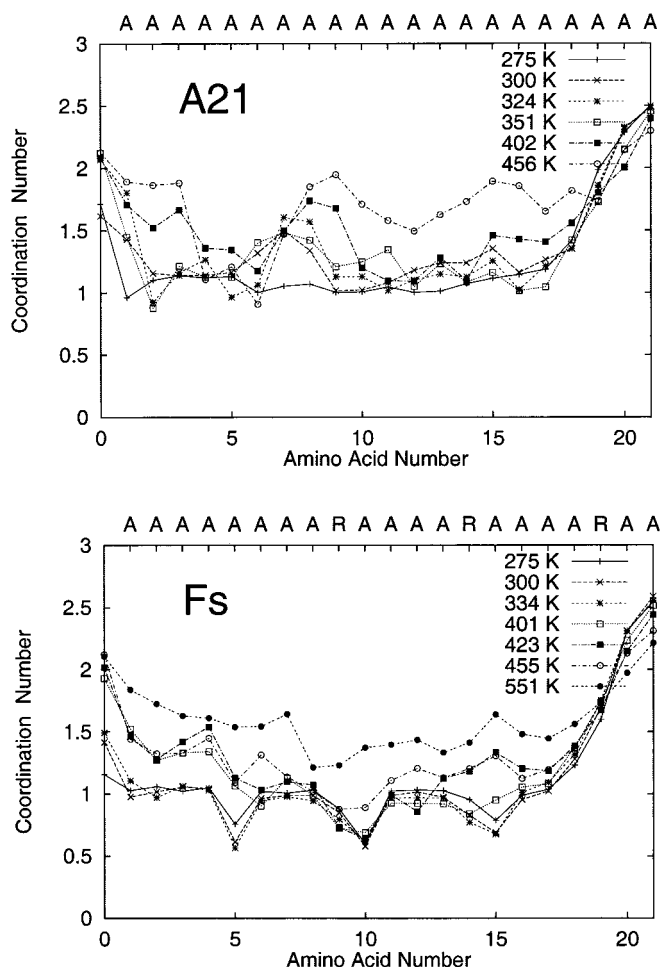 A A A A A A A A A A A A A A A A A A A A A
3
2.5
2
1.5
1
0.5
0
Coordination Number
A21
275 K
300 K
324 K
351 K
402 K
456 K
0 5 10 15 20
Amino Acid Number
A A A A A A A A R A A A A R A A A A R A A
3
2.5
2
1.5
1
0.5
0
Coordination Number
Fs
275 K
300 K
334 K
401 K
423 K
455 K
551 K
0 5 10 15 20
Amino Acid Number